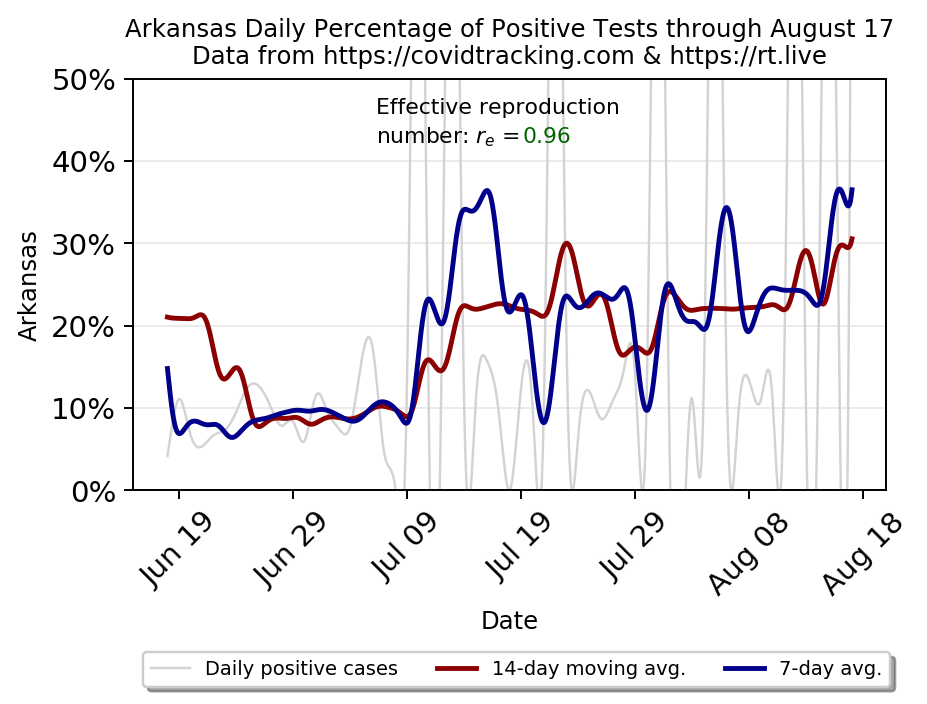 Arkansas Daily Percentage of Positive Tests through August 17
Data from https://covidtracking.com & https://rt.live
50%
40%
30%
20%
10%
0%
Arkansas
Effective reproduction
number: rₑ =0.96
Jun 19
Jun 29
Jul 09
Jul 19
Jul 29
Aug 08
Aug 18
Date
Daily positive cases
14-day moving avg.
7-day avg.